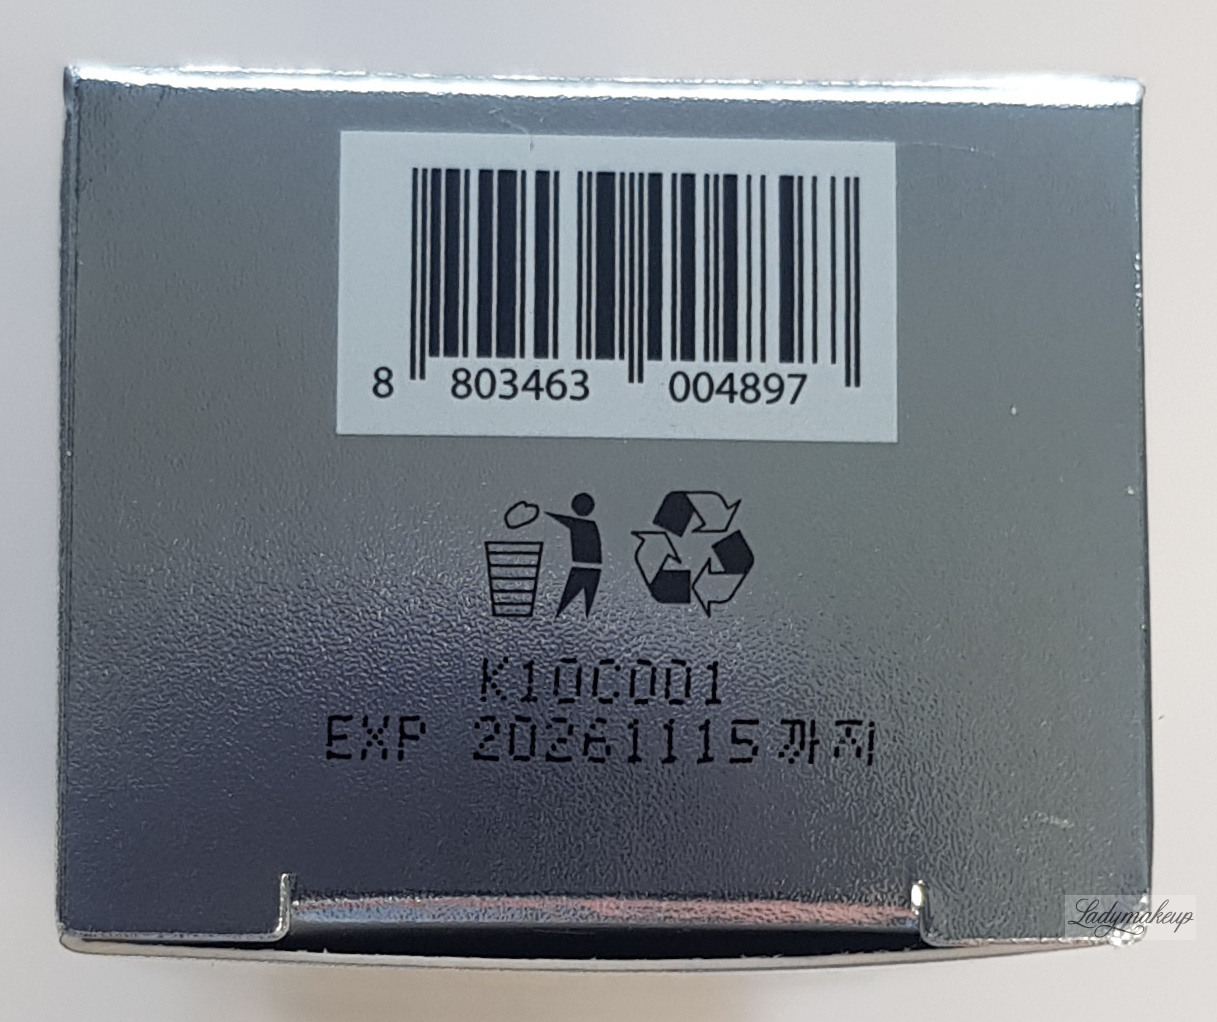 8 803463 004897
K10C001
EXP 20261115까지
Ladymakeup